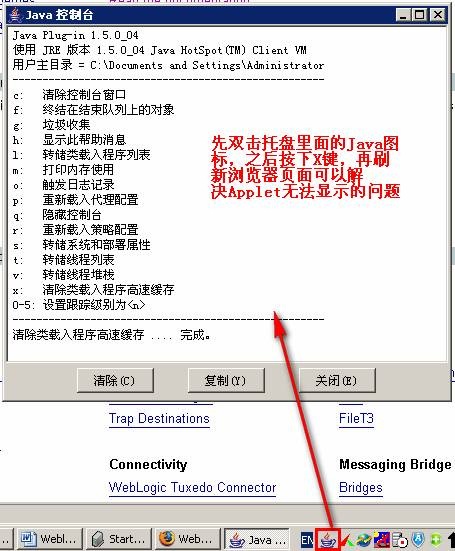 Java 控制台
Java Plug-in 1.5.0_04
使用 JRE 版本 1.5.0_04 Java HotSpot(TM) Client VM
用户主目录 = C:\Documents and Settings\Administrator
----------------------------------------------------
c: 清除控制台窗口
f: 终结在结束队列上的对象
g: 垃圾收集
h: 显示此帮助消息
l: 转储类载入程序列表
m: 打印内存使用
o: 触发日志记录
p: 重新载入代理配置
q: 隐藏控制台
r: 重新载入策略配置
s: 转储系统和部署属性
t: 转储线程列表
v: 转储线程堆栈
x: 清除类载入程序高速缓存
0-5: 设置跟踪级别为<n>
----------------------------------------------------
清除类载入程序高速缓存 .... 完成。
先双击托盘里面的Java图
标，之后按下X键，再刷
新浏览器页面可以解
决Applet无法显示的问题
清除(C) 复制(Y) 关闭(E)
Trap Destinations
FileT3
Connectivity
Messaging Bridge
WebLogic Tuxedo Connector
Bridges
Webl... Start... Web... Java ... EN